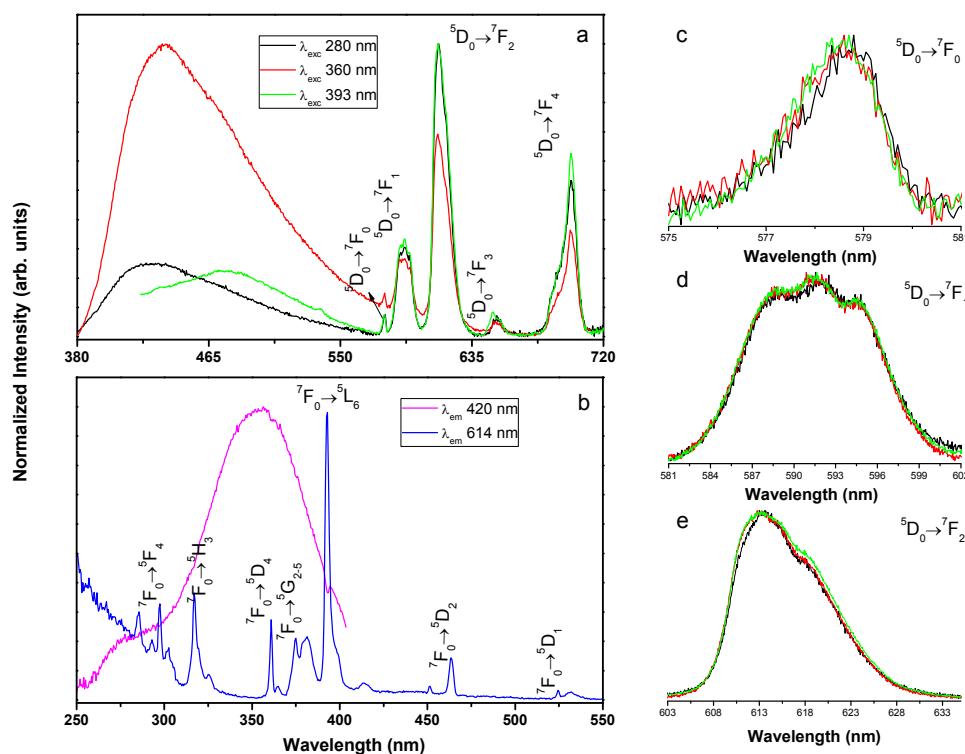 Normalized Intensity (arb. units)
a
λexc 280 nm
λexc 360 nm
λexc 393 nm
⁵D₀→⁷F₀
⁵D₀→⁷F₁
⁵D₀→⁷F₂
⁵D₀→⁷F₃
⁵D₀→⁷F₄
380 465 550 635 720
b
λem 420 nm
λem 614 nm
⁷F₀→⁵F₄
⁷F₀→⁵H₃
⁷F₀→⁵D₄
⁷F₀→⁵G₂₋₅
⁷F₀→⁵L₆
⁷F₀→⁵D₂
⁷F₀→⁵D₁
250 300 350 400 450 500 550
Wavelength (nm)
c
⁵D₀→⁷F₀
575 577 579 58
Wavelength (nm)
d
⁵D₀→⁷F
581 584 587 590 593 596 599 602
Wavelength (nm)
e
⁵D₀→⁷F₂
603 608 613 618 623 628 633
Wavelength (nm)